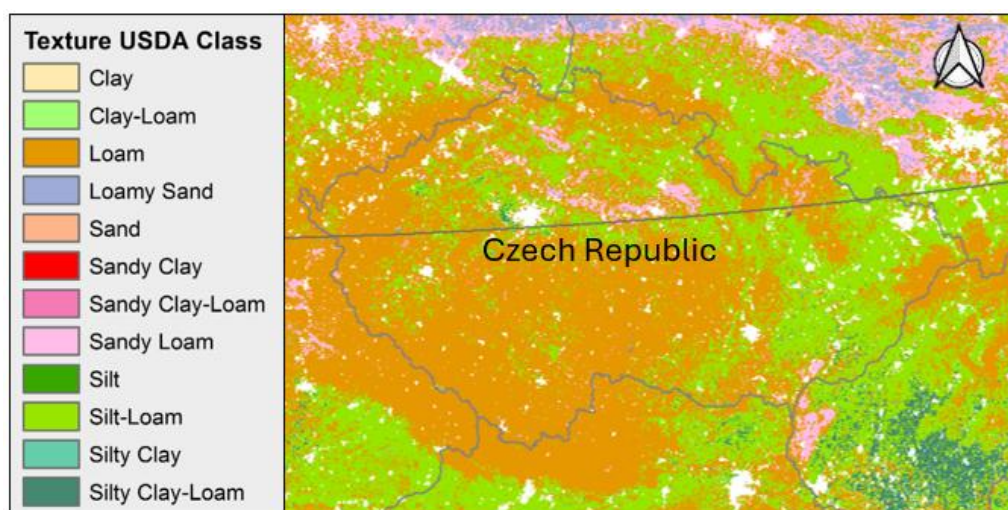 Texture USDA Class
Clay
Clay-Loam
Loam
Loamy Sand
Sand
Sandy Clay
Sandy Clay-Loam
Sandy Loam
Silt
Silt-Loam
Silty Clay
Silty Clay-Loam
Czech Republic